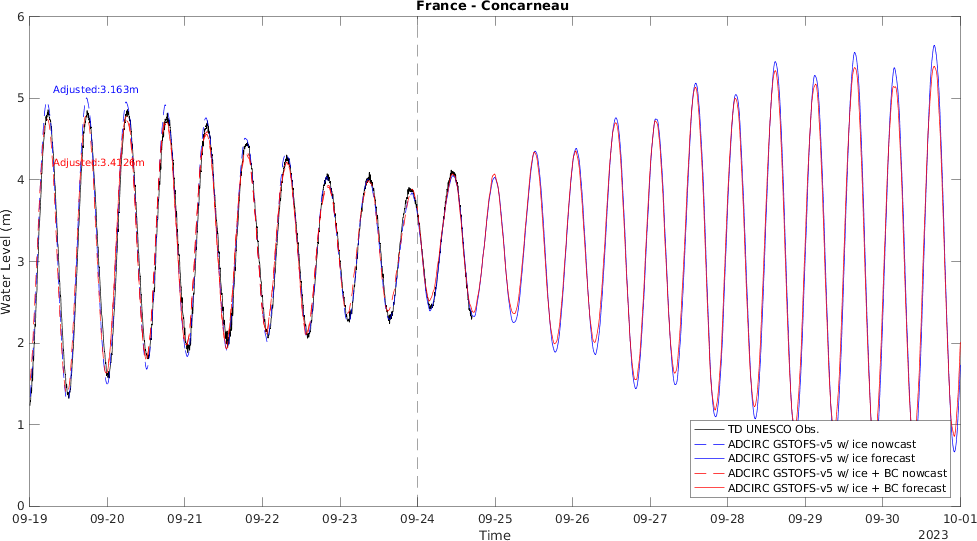 France - Concarneau
6
5
4
3
2
1
0
Water Level (m)
Adjusted:3.163m
Adjusted:3.4126m
TD UNESCO Obs.
ADCIRC GSTOFS-v5 w/ ice nowcast
ADCIRC GSTOFS-v5 w/ ice forecast
ADCIRC GSTOFS-v5 w/ ice + BC nowcast
ADCIRC GSTOFS-v5 w/ ice + BC forecast
09-19 09-20 09-21 09-22 09-23 09-24 09-25 09-26 09-27 09-28 09-29 09-30 10-01
Time
2023